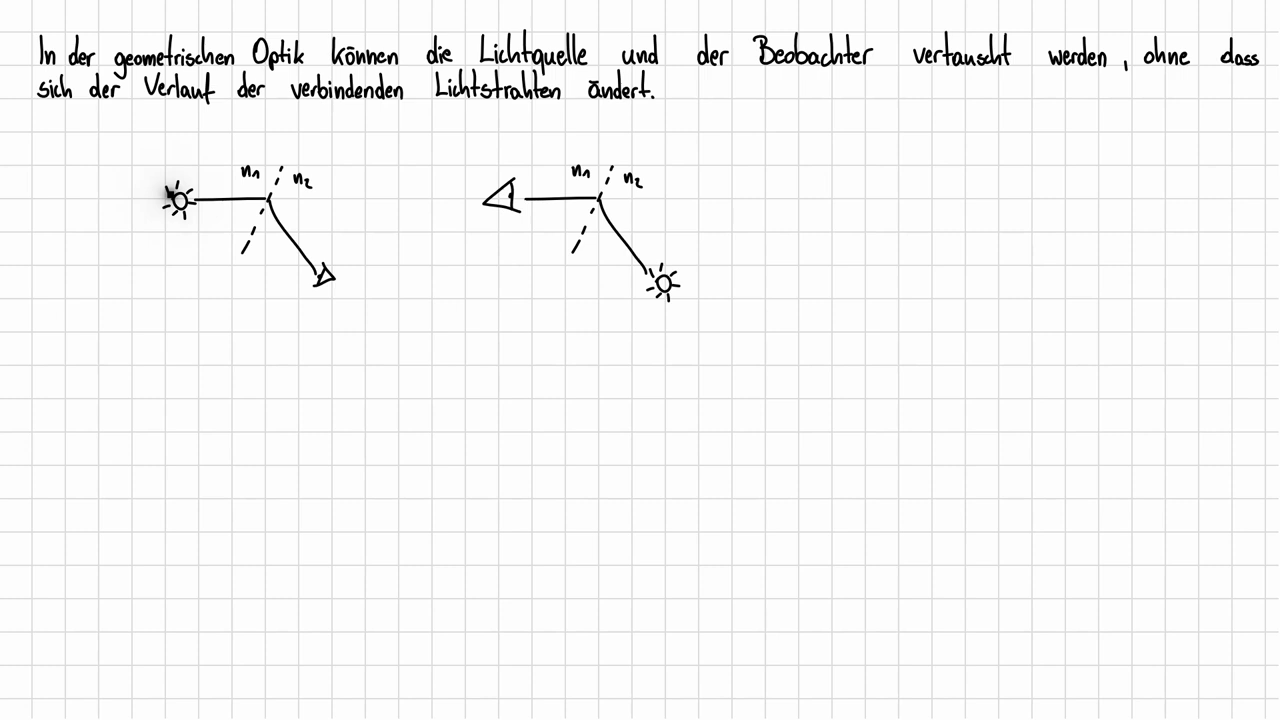 In der geometrischen Optik können die Lichtquelle und der Beobachter vertauscht werden, ohne dass
sich der Verlauf der verbindenden Lichtstrahlen ändert.
n₁ n₂ n₁ n₂